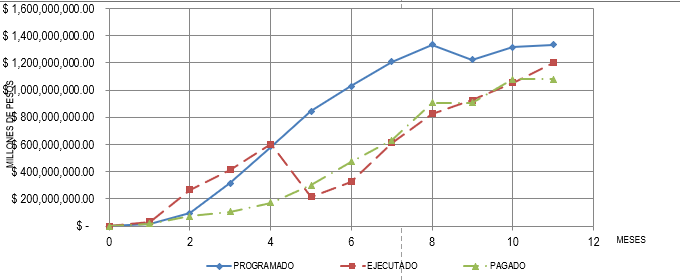 $ 1,600,000,000.00
$ 1,400,000,000.00
$ 1,200,000,000.00
$ 1,000,000,000.00
$ 800,000,000.00
$ 600,000,000.00
$ 400,000,000.00
$ 200,000,000.00
$ -
MILLONES DE PESOS
0 2 4 6 8 10 12
MESES
PROGRAMADO EJECUTADO PAGADO